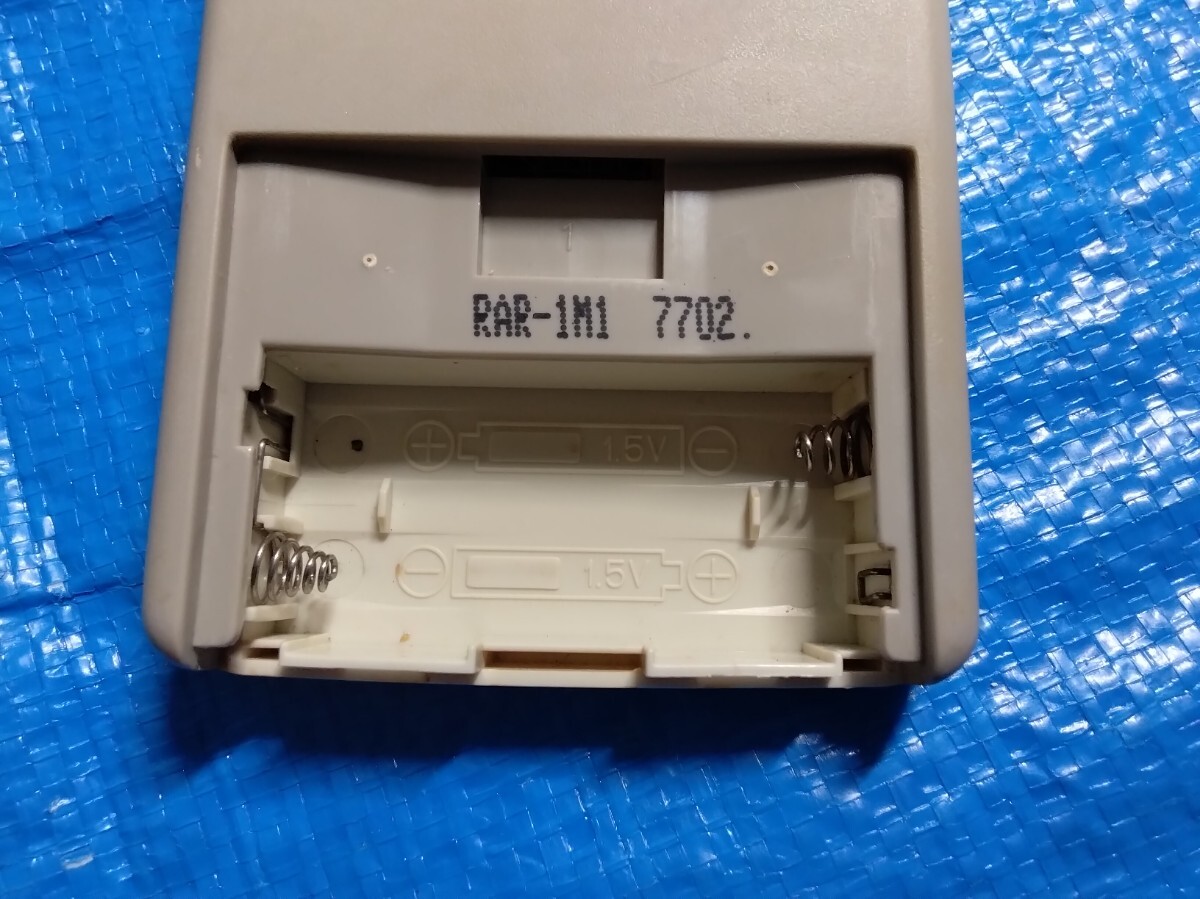 1
RAR-1M1 7702.
⊕ 1.5V ⊖
⊖ 1.5V ⊕